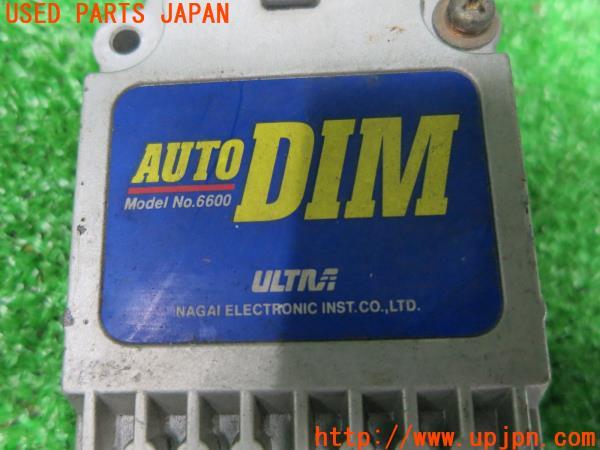 USED PARTS JAPAN
AUTO DIM
Model No.6600
ULTRA
NAGAI ELECTRONIC INST.CO.,LTD.
http://www.upjpn.com/